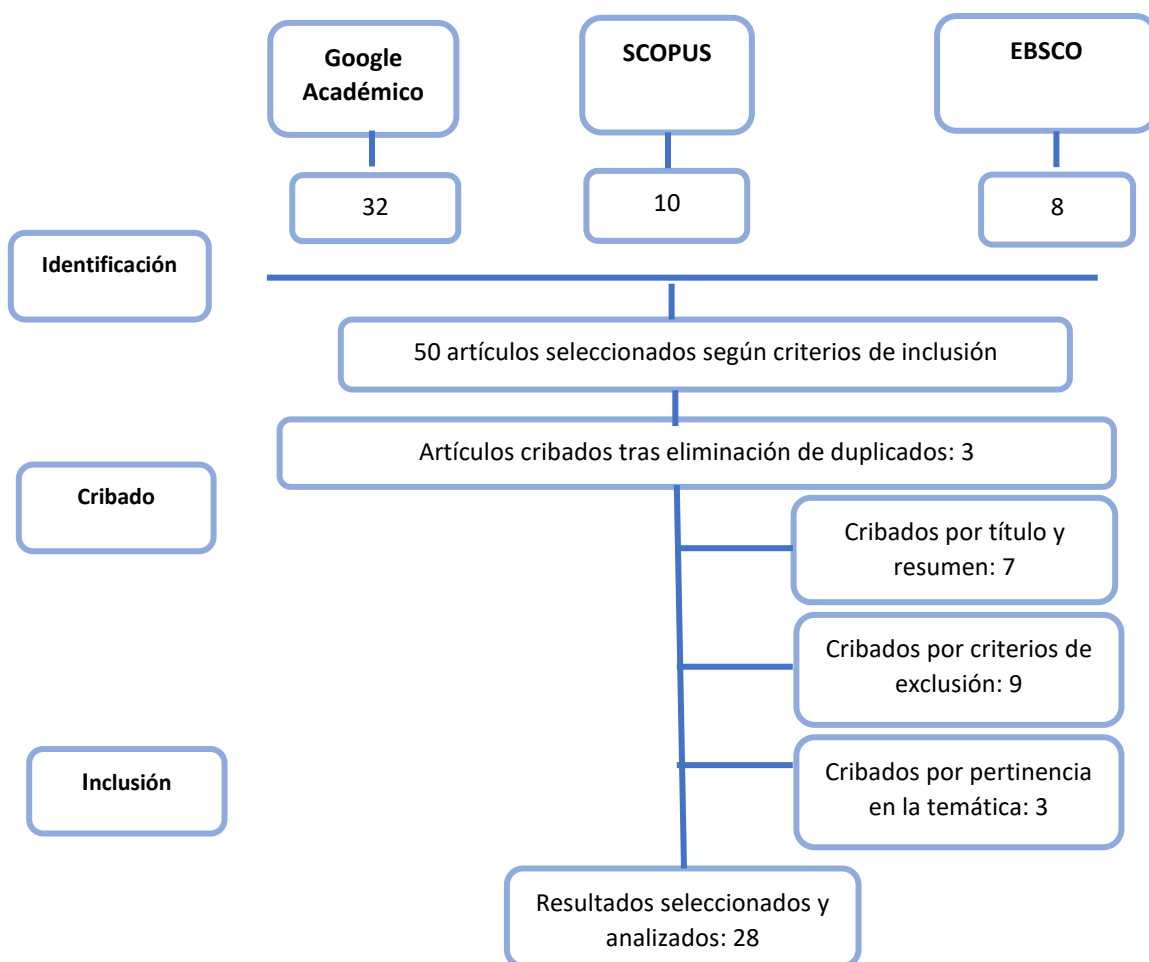 Google
Académico
SCOPUS
EBSCO
32
10
8
Identificación
50 artículos seleccionados según criterios de inclusión
Artículos cribados tras eliminación de duplicados: 3
Cribado
Cribados por título y
resumen: 7
Cribados por criterios de
exclusión: 9
Inclusión
Cribados por pertinencia
en la temática: 3
Resultados seleccionados y
analizados: 28